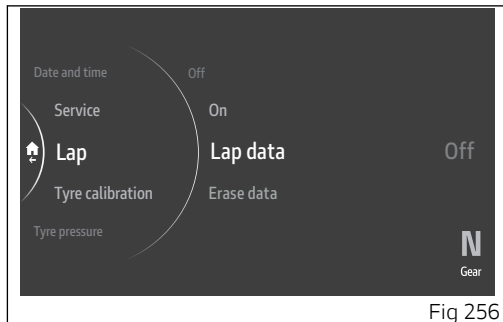 Date and time
Service
Lap
Tyre calibration
Tyre pressure
Off
On
Lap data
Erase data
Off
N
Gear
Fig 256